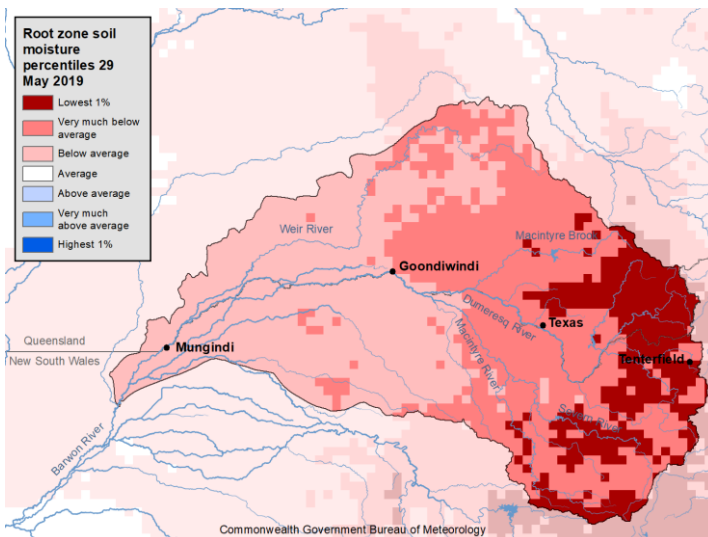 Root zone soil
moisture
percentiles 29
May 2019
Lowest 1%
Very much below
average
Below average
Average
Above average
Very much
above average
Highest 1%
Weir River
Macintyre Brook
Goondiwindi
Dumeresq River
Texas
Macintyre River
Queensland
Mungindi
New South Wales
Tenterfield
Severn River
Barwon River
Commonwealth Government Bureau of Meteorology